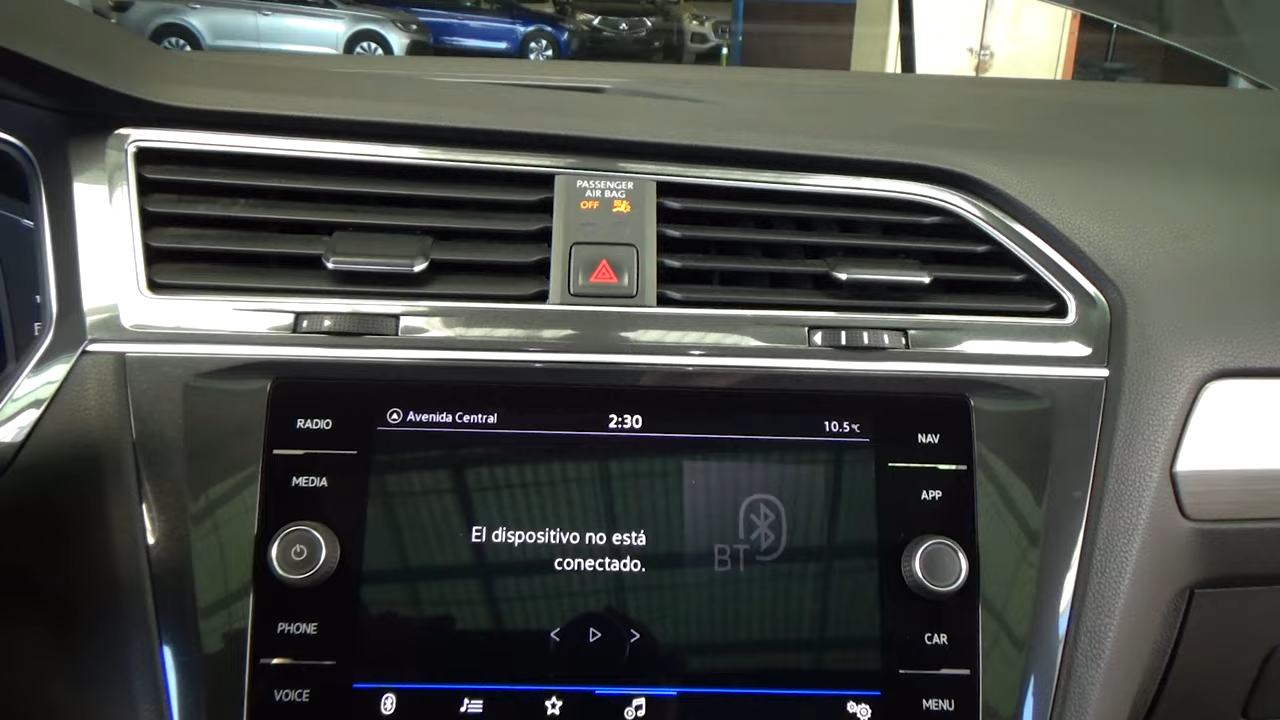 PASSENGER
AIR BAG
OFF
RADIO
MEDIA
PHONE
VOICE
Avenida Central
2:30
10.5°C
El dispositivo no está
conectado.
BT
NAV
APP
CAR
MENU
F